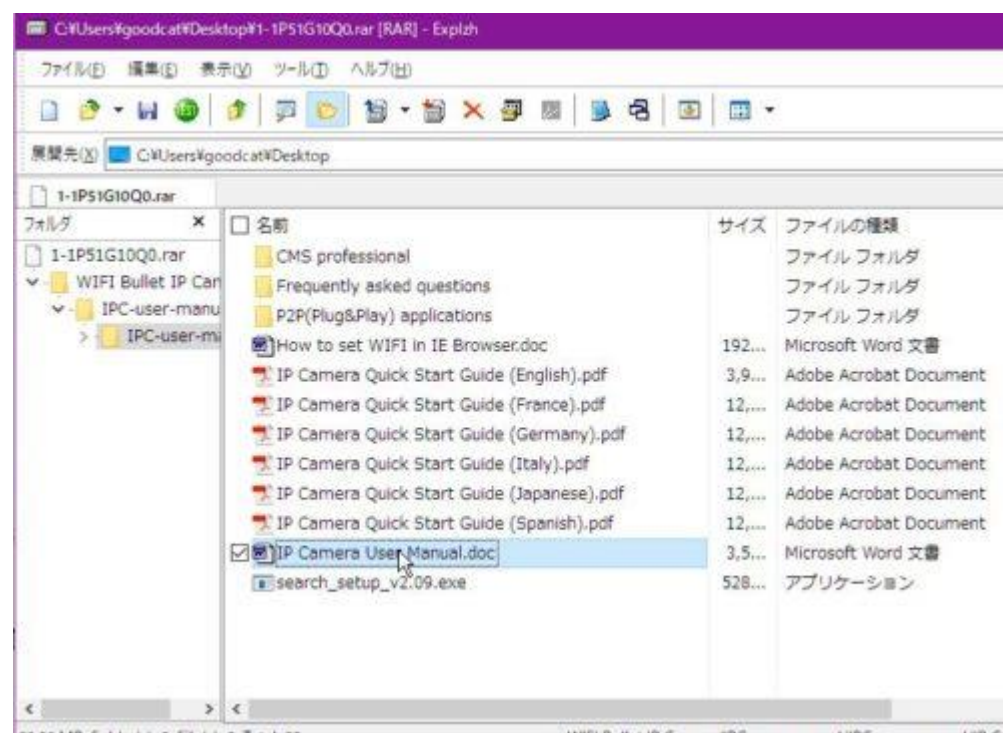 C:¥Users¥goodcat¥Desktop¥1-1P51G10Q0.rar [RAR] - Explzh
ファイル(F) 編集(E) 表示(V) ツール(T) ヘルプ(H)
展開先(X) C:¥Users¥goodcat¥Desktop
1-1P51G10Q0.rar
フォルダ ×
1-1P51G10Q0.rar
WIFI Bullet IP Can
IPC-user-manu
IPC-user-ma
名前 サイズ ファイルの種類
CMS professional ファイル フォルダ
Frequently asked questions ファイル フォルダ
P2P(Plug&Play) applications ファイル フォルダ
How to set WIFI in IE Browser.doc 192... Microsoft Word 文書
IP Camera Quick Start Guide (English).pdf 3,9... Adobe Acrobat Document
IP Camera Quick Start Guide (France).pdf 12,... Adobe Acrobat Document
IP Camera Quick Start Guide (Germany).pdf 12,... Adobe Acrobat Document
IP Camera Quick Start Guide (Italy).pdf 12,... Adobe Acrobat Document
IP Camera Quick Start Guide (Japanese).pdf 12,... Adobe Acrobat Document
IP Camera Quick Start Guide (Spanish).pdf 12,... Adobe Acrobat Document
IP Camera User Manual.doc 3,5... Microsoft Word 文書
search_setup_v2.09.exe 528... アプリケーション